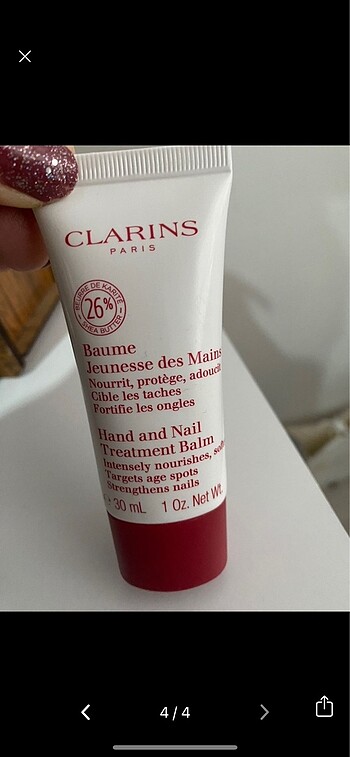 CLARINS
PARIS
BEURRE DE KARITÉ
26%
SHEA BUTTER
Baume
Jeunesse des Mains
Nourrit, protège, adoucit
Cible les taches
Fortifie les ongles
Hand and Nail
Treatment Balm
Intensely nourishes,
Targets age spots
Strengthens nails
30 mL 1 Oz. Net Wt.
4/4